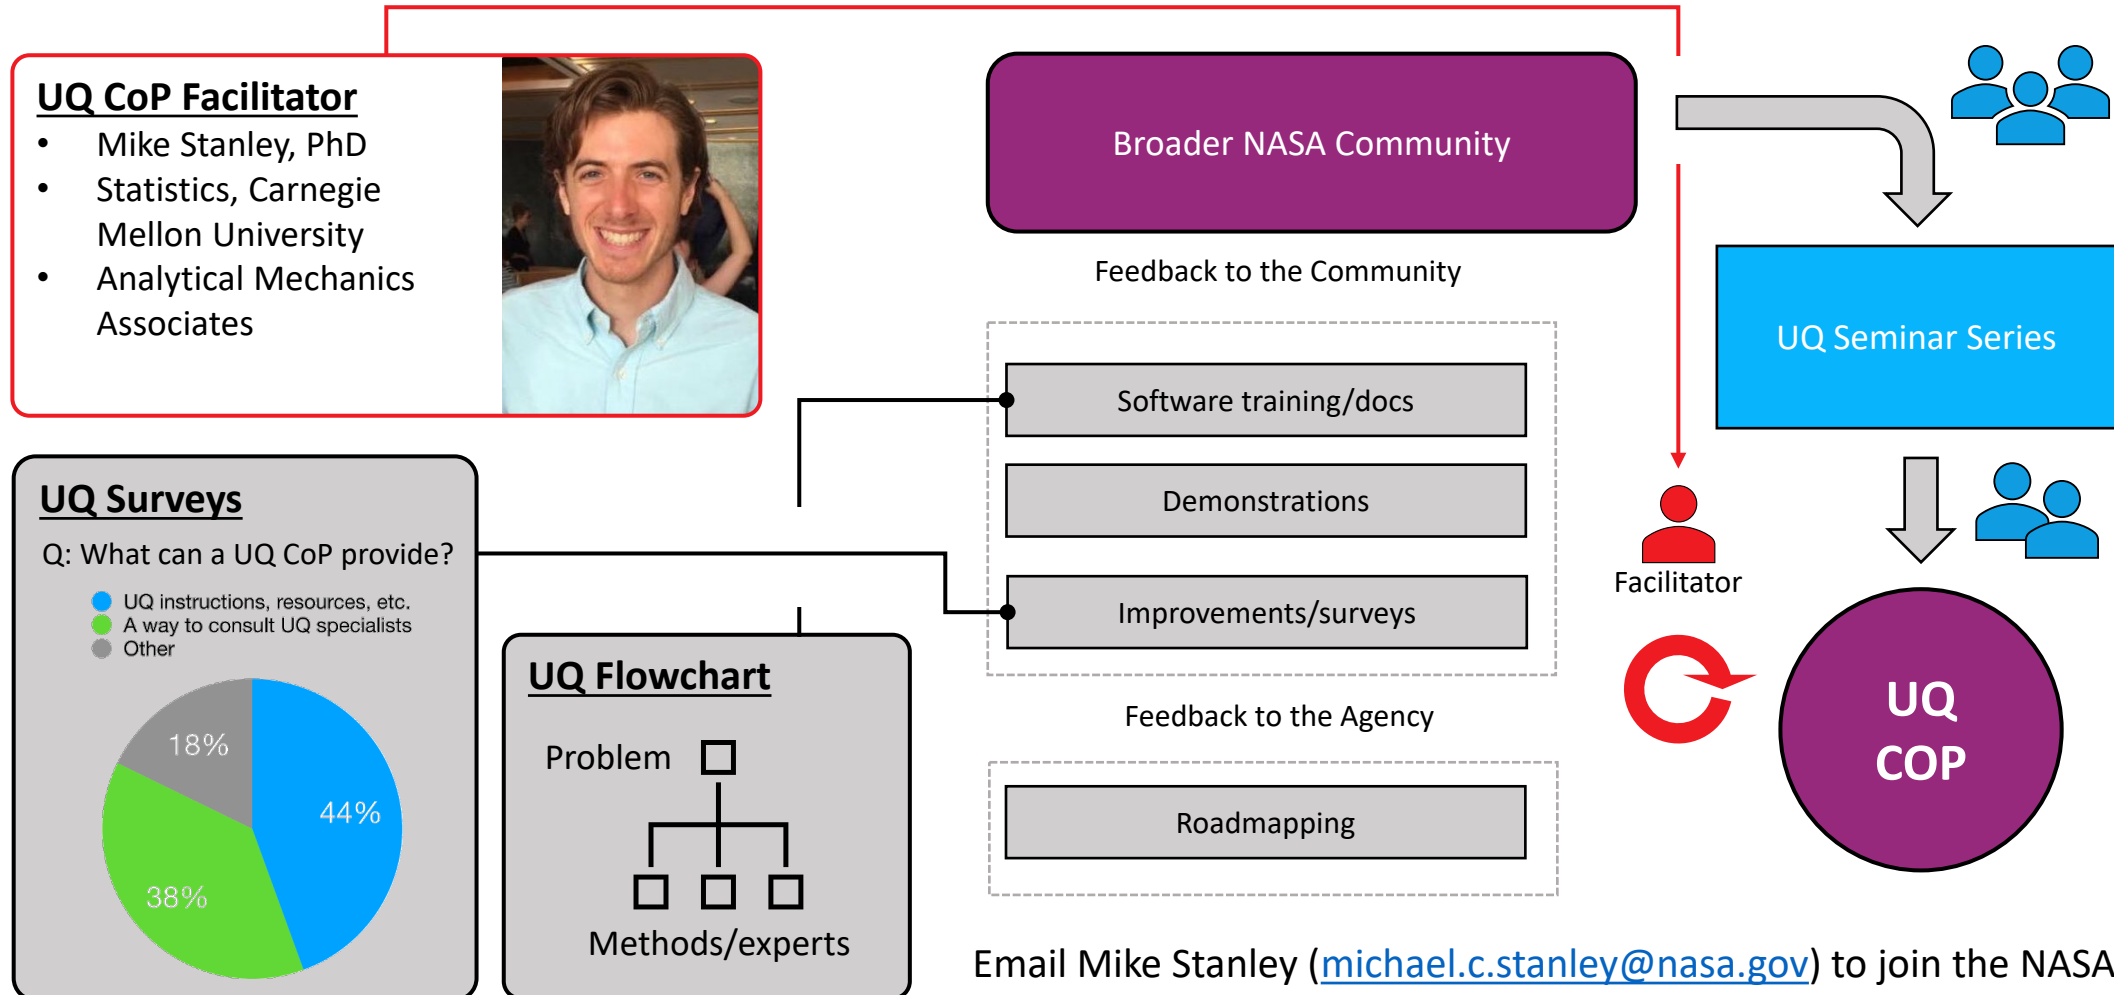 UQ CoP Facilitator
• Mike Stanley, PhD
• Statistics, Carnegie
Mellon University
• Analytical Mechanics
Associates
Broader NASA Community
Feedback to the Community
Software training/docs
Demonstrations
Improvements/surveys
Feedback to the Agency
Roadmapping
UQ Seminar Series
Facilitator
UQ
COP
UQ Surveys
Q: What can a UQ CoP provide?
UQ instructions, resources, etc.
A way to consult UQ specialists
Other
18%
44%
38%
UQ Flowchart
Problem
Methods/experts
Email Mike Stanley (michael.c.stanley@nasa.gov) to join the NASA